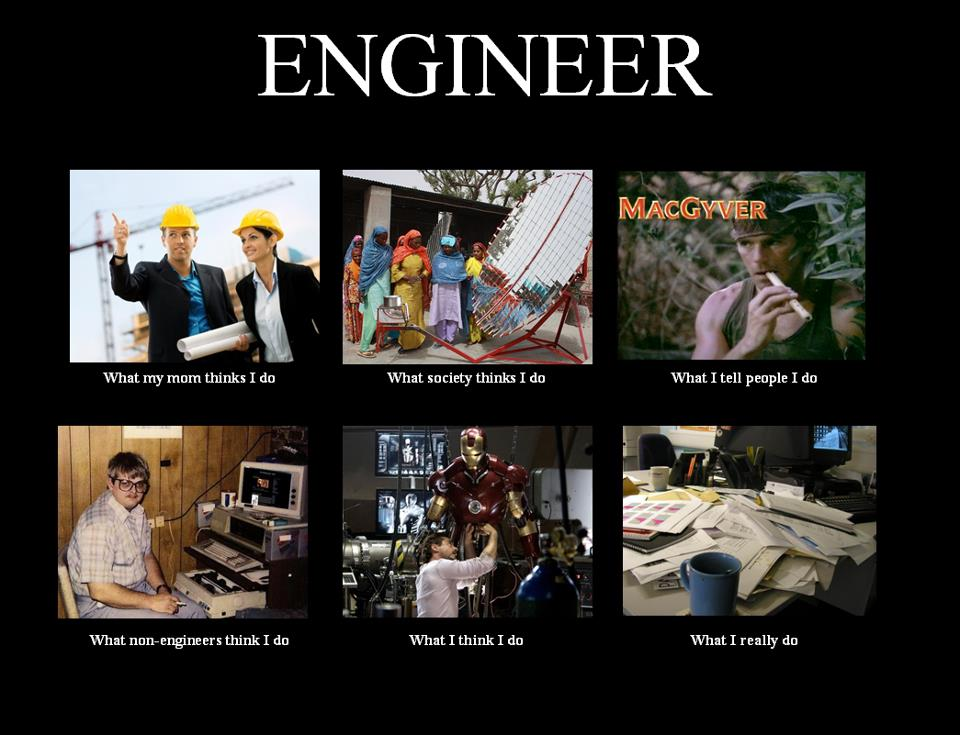 ENGINEER
MACGYVER
What my mom thinks I do
What society thinks I do
What I tell people I do
What non-engineers think I do
What I think I do
What I really do